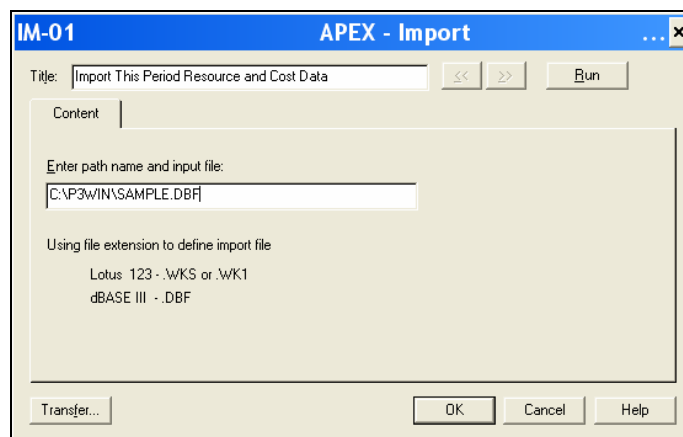 IM-01 APEX - Import ...
Title: Import This Period Resource and Cost Data << >> Run
Content
Enter path name and input file:
C:\P3WIN\SAMPLE.DBF
Using file extension to define import file
Lotus 123 - .WKS or .WK1
dBASE III - .DBF
Transfer... OK Cancel Help